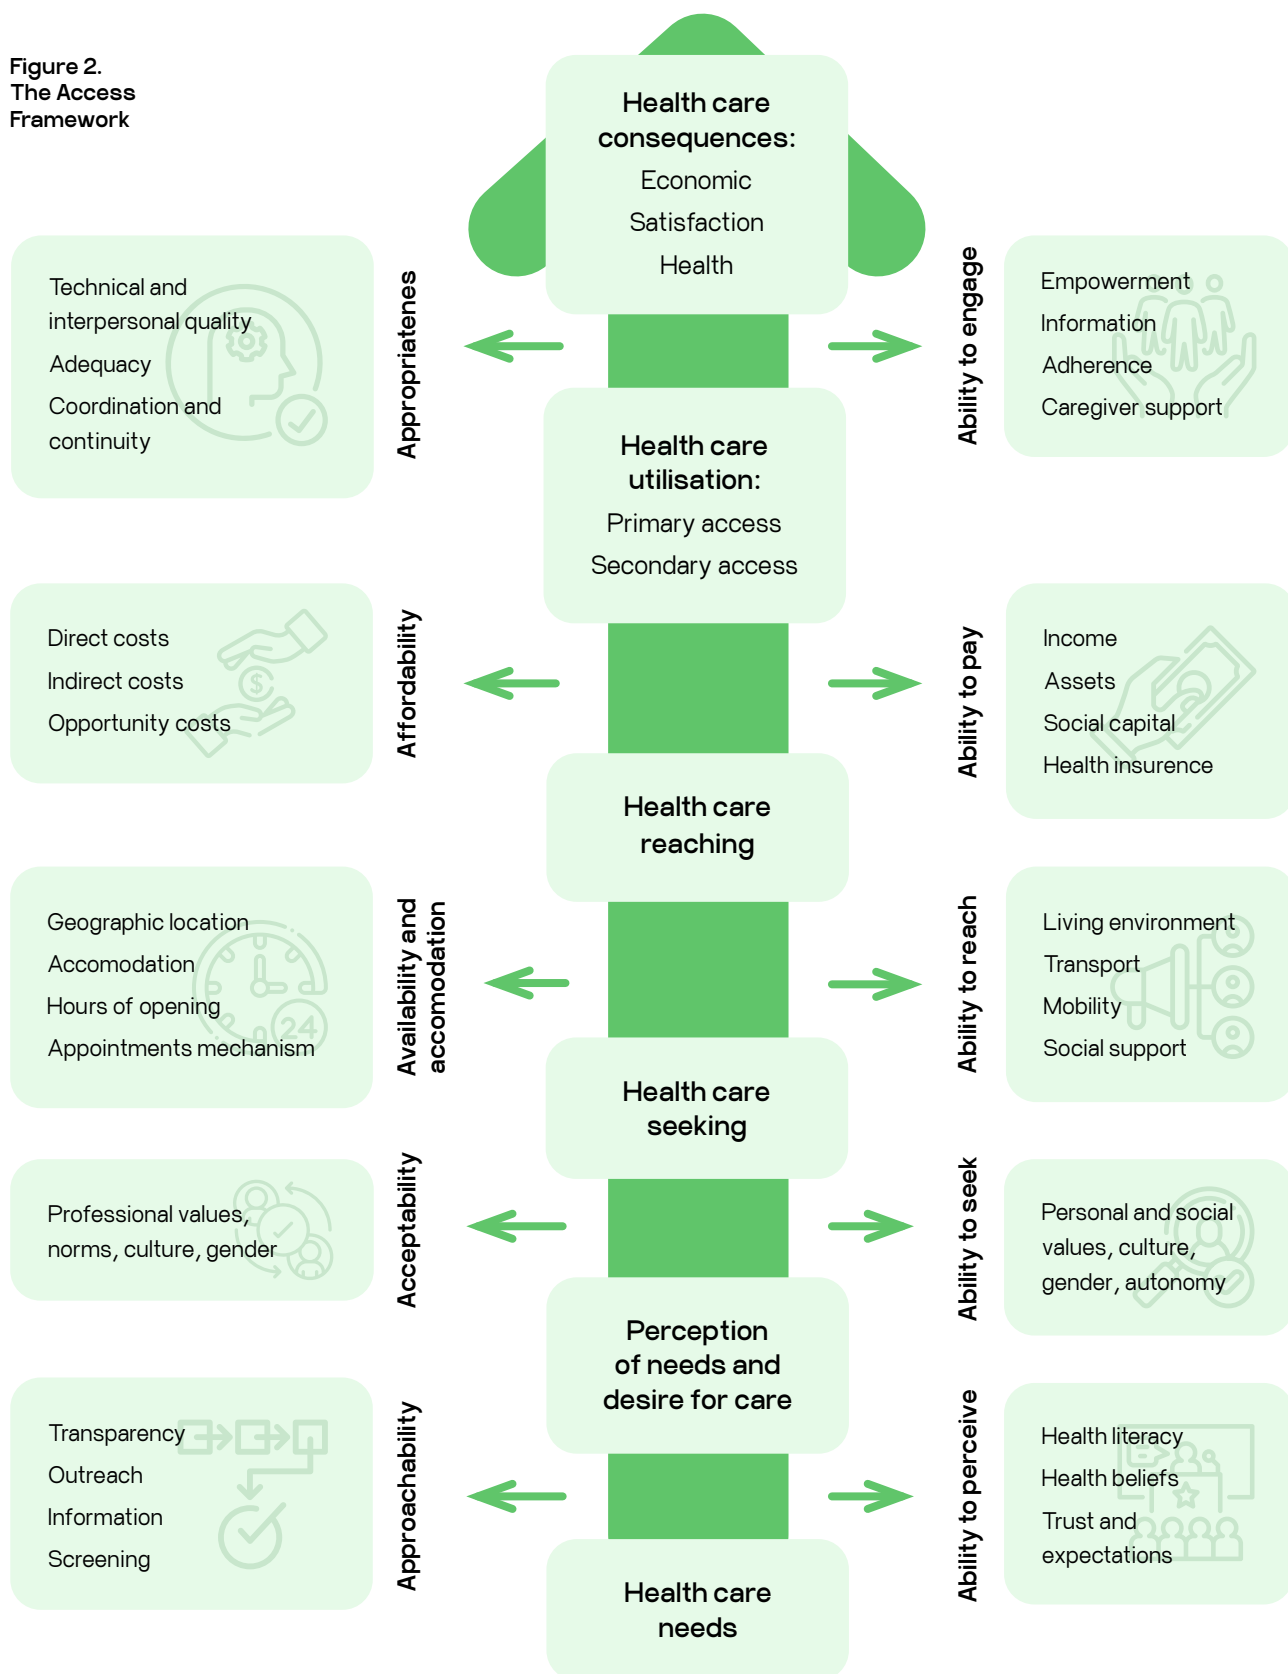 Figure 2.
The Access
Framework
Health care
consequences:
Economic
Satisfaction
Health
Technical and
interpersonal quality
Adequacy
Coordination and
continuity
Appropriatenes
Ability to engage
Empowerment
Information
Adherence
Caregiver support
Health care
utilisation:
Primary access
Secondary access
Direct costs
Indirect costs
Opportunity costs
$
Affordability
Ability to pay
Income
Assets
Social capital
Health insurence
Health care
reaching
Geographic location
Accomodation
Hours of opening
Appointments mechanism
24
Availability and
accomodation
Ability to reach
Living environment
Transport
Mobility
Social support
Health care
seeking
Professional values,
norms, culture, gender
Acceptability
Ability to seek
Personal and social
values, culture,
gender, autonomy
Perception
of needs and
desire for care
Transparency
Outreach
Information
Screening
Approachability
Ability to perceive
Health literacy
Health beliefs
Trust and
expectations
Health care
needs